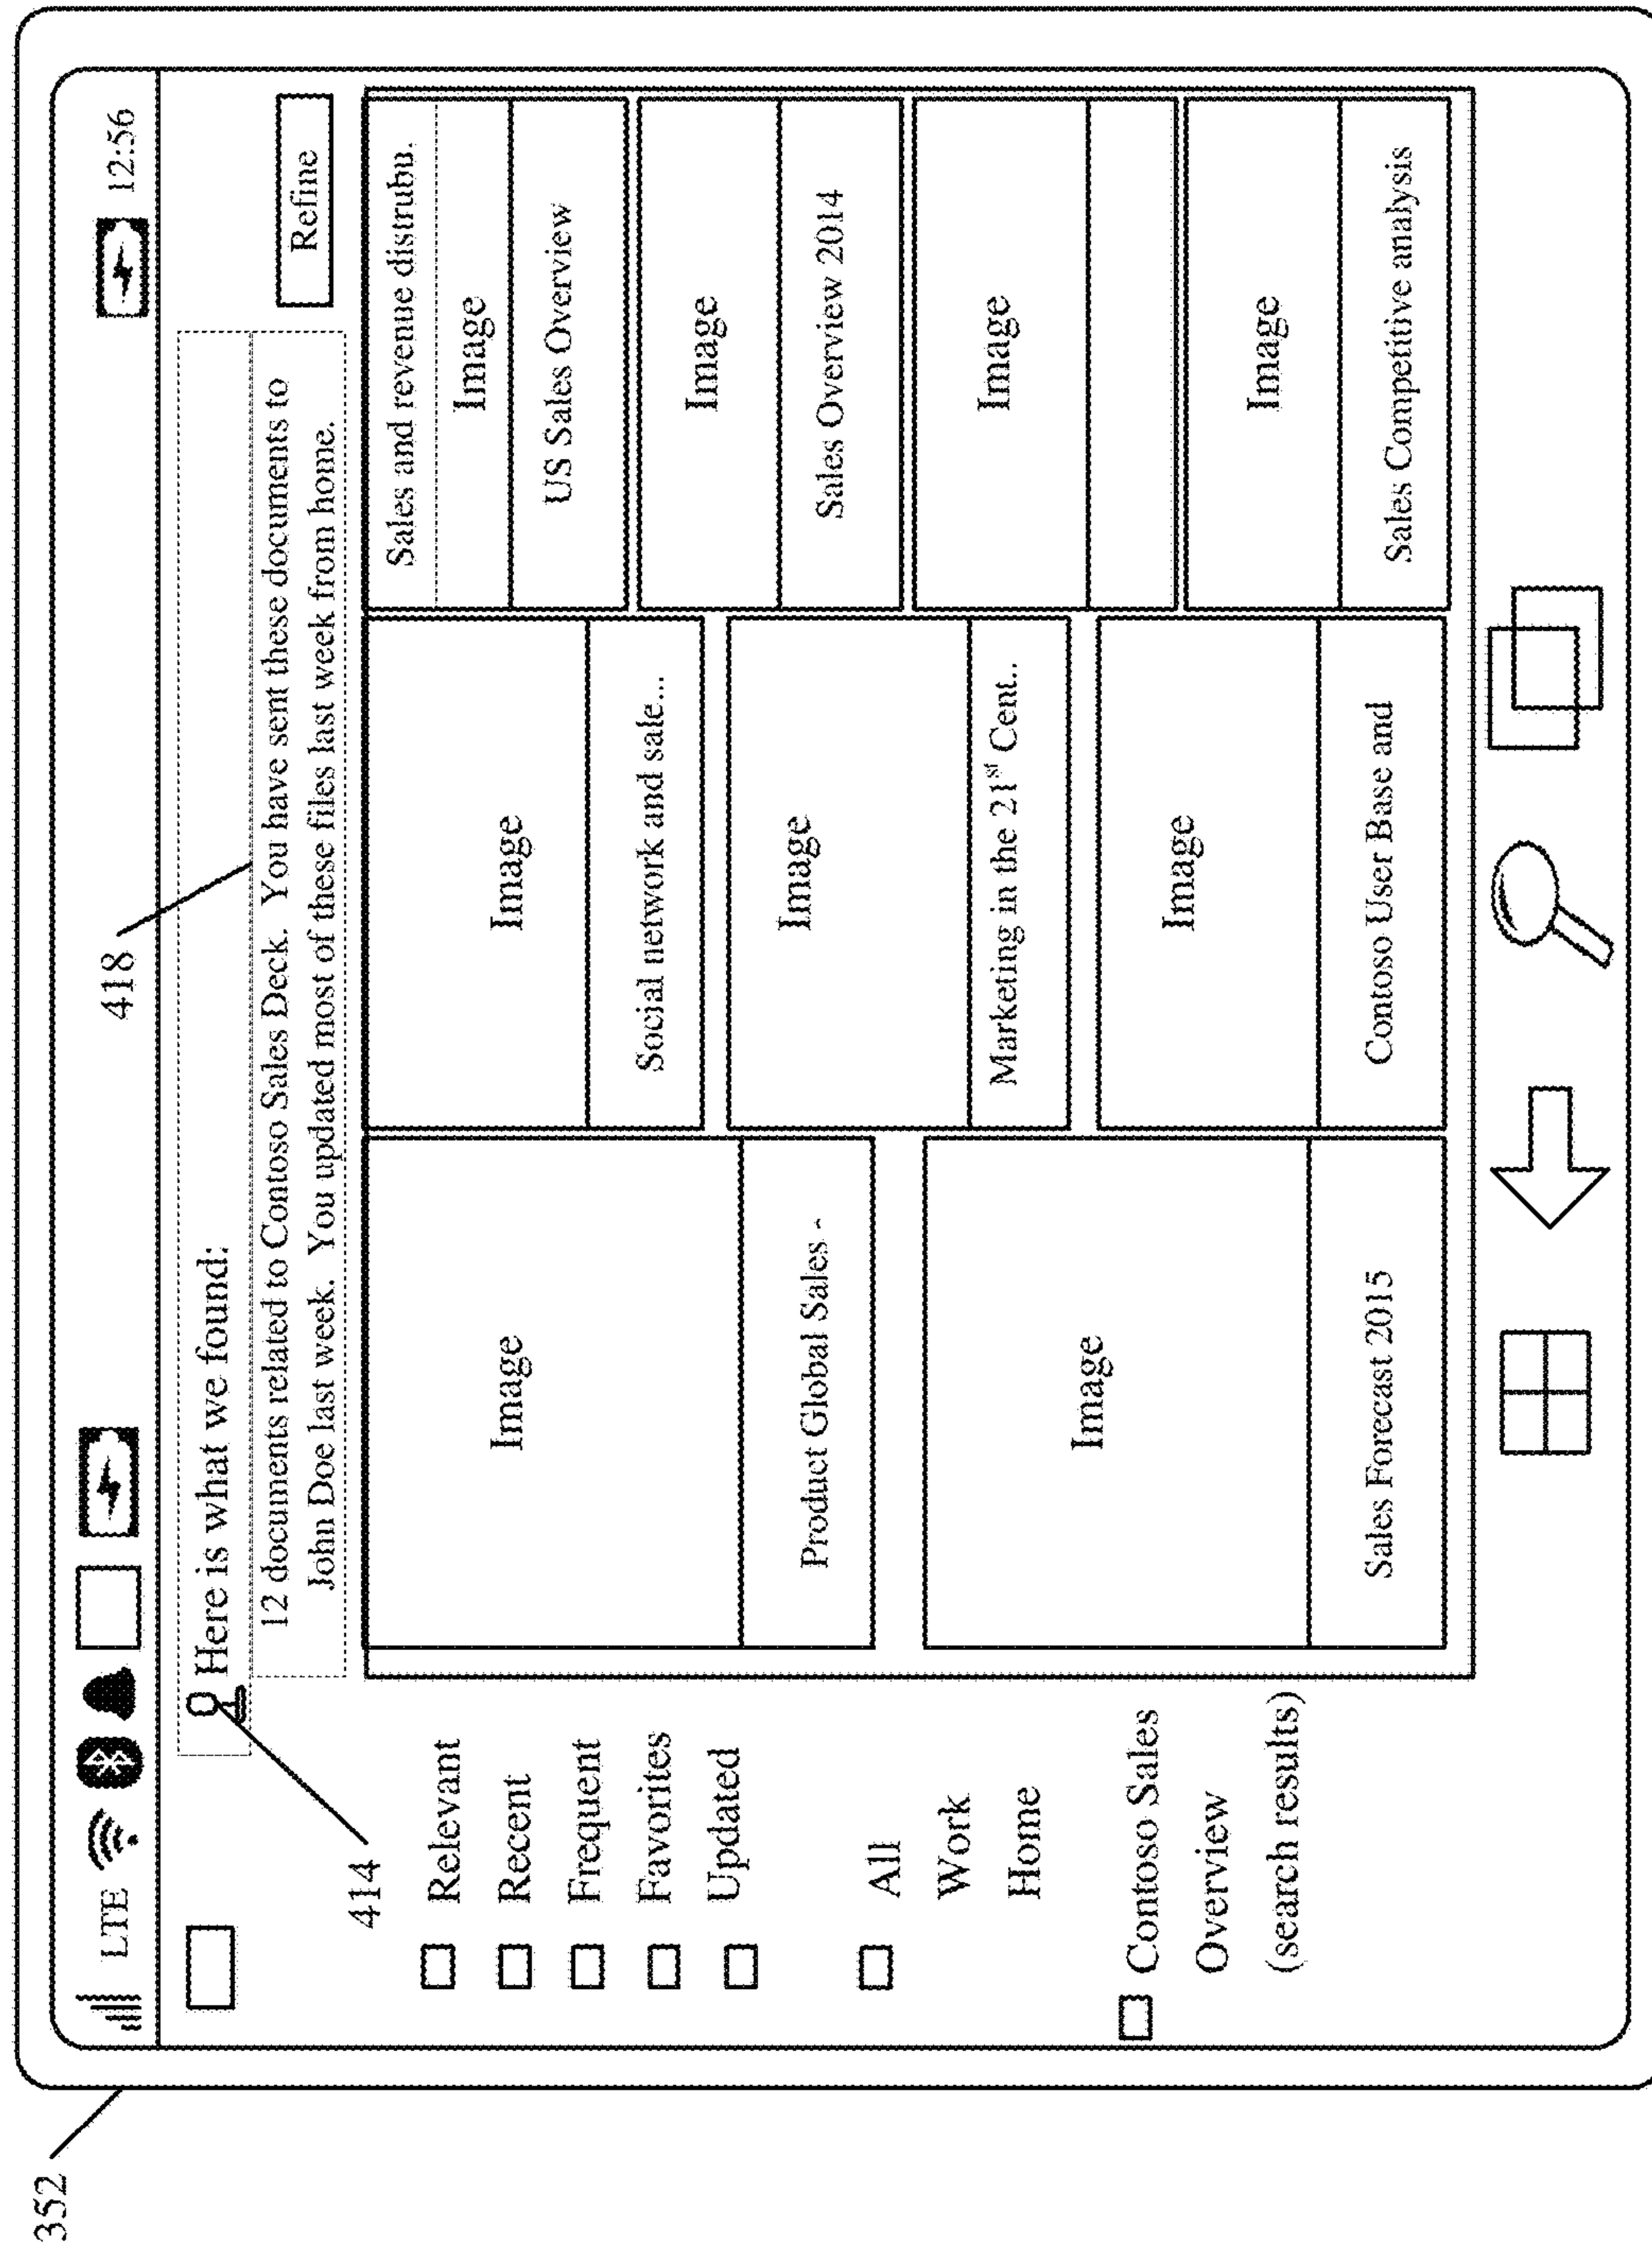 352
418
LTE
12:56
Here is what we found:
12 documents related to Contoso Sales Deck. You have sent these documents to
John Doe last week. You updated most of these files last week from home.
Refine
414
Relevant
Recent
Frequent
Favorites
Updated
All
Work
Home
Contoso Sales
Overview
(search results)
Image
Product Global Sales -
Image
Sales Forecast 2015
Image
Social network and sale...
Image
Marketing in the 21st Cent..
Image
Contoso User Base and
Sales and revenue distrubu.
Image
US Sales Overview
Image
Sales Overview 2014
Image
Image
Sales Competitive analysis